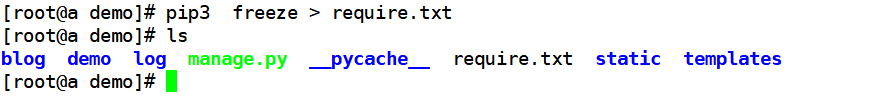 [root@a demo]# pip3  freeze > require.txt
[root@a demo]# ls
blog  demo  log  manage.py  __pycache__  require.txt  static  templates
[root@a demo]#